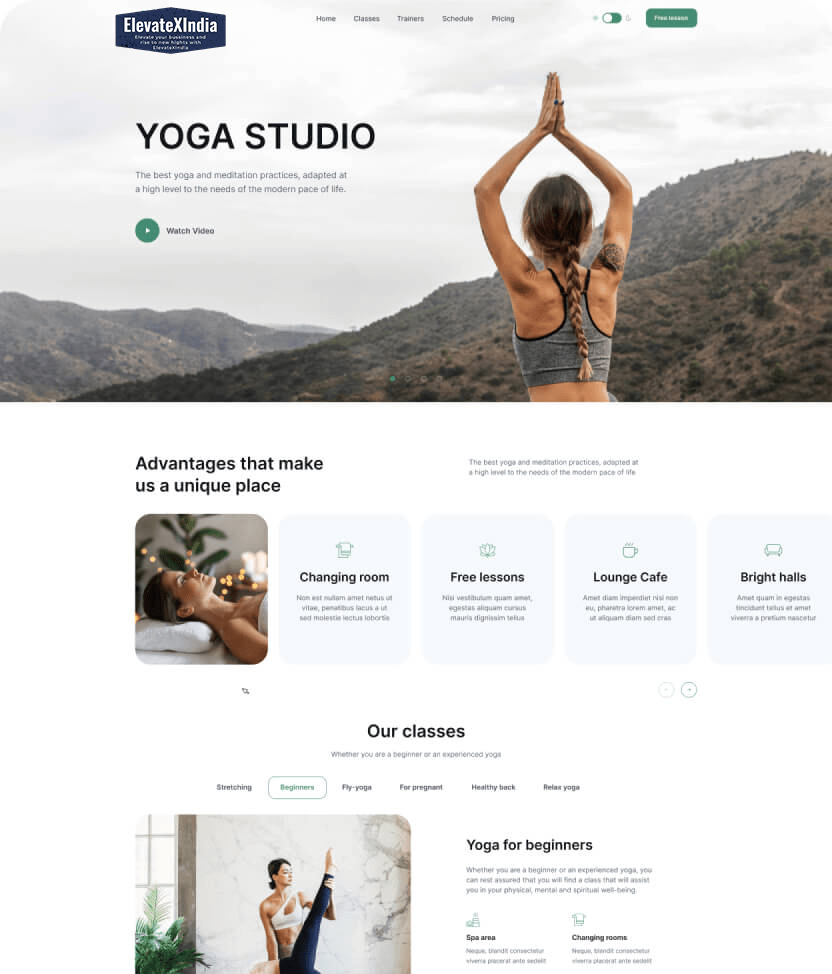 ElevateXIndia
Elevate your bussiness and
rise to new hights with
ElevateXIndia
Home Classes Trainers Schedule Pricing
Free lesson
YOGA STUDIO
The best yoga and meditation practices, adapted at
a high level to the needs of the modern pace of life.
Watch Video
Advantages that make
us a unique place
The best yoga and meditation practices, adapted at
a high level to the needs of the modern pace of life
Changing room
Non est nullam amet netus ut
vitae, penatibus lacus a ut
sed molestie lectus lobortis
Free lessons
Nisi vestibulum quam amet,
egestas aliquam cursus
mauris dignissim tellus
Lounge Cafe
Amet diam imperdiet nisi non
eu, pharetra lorem amet, ac
ut aliquam diam sed cras
Bright halls
Amet quam in egestas
tincidunt tellus et amet
viverra a pretium nascetur
Our classes
Whether you are a beginner or an experienced yoga
Stretching Beginners Fly-yoga For pregnant Healthy back Relax yoga
Yoga for beginners
Whether you are a beginner or an experienced yoga, you
can rest assured that you will find a class that will assist
you in your physical, mental and spiritual well-being.
Spa area
Neque, blandit consectetur
viverra placerat ante sedelit
Changing rooms
Neque, blandit consectetur
viverra placerat ante sedelit